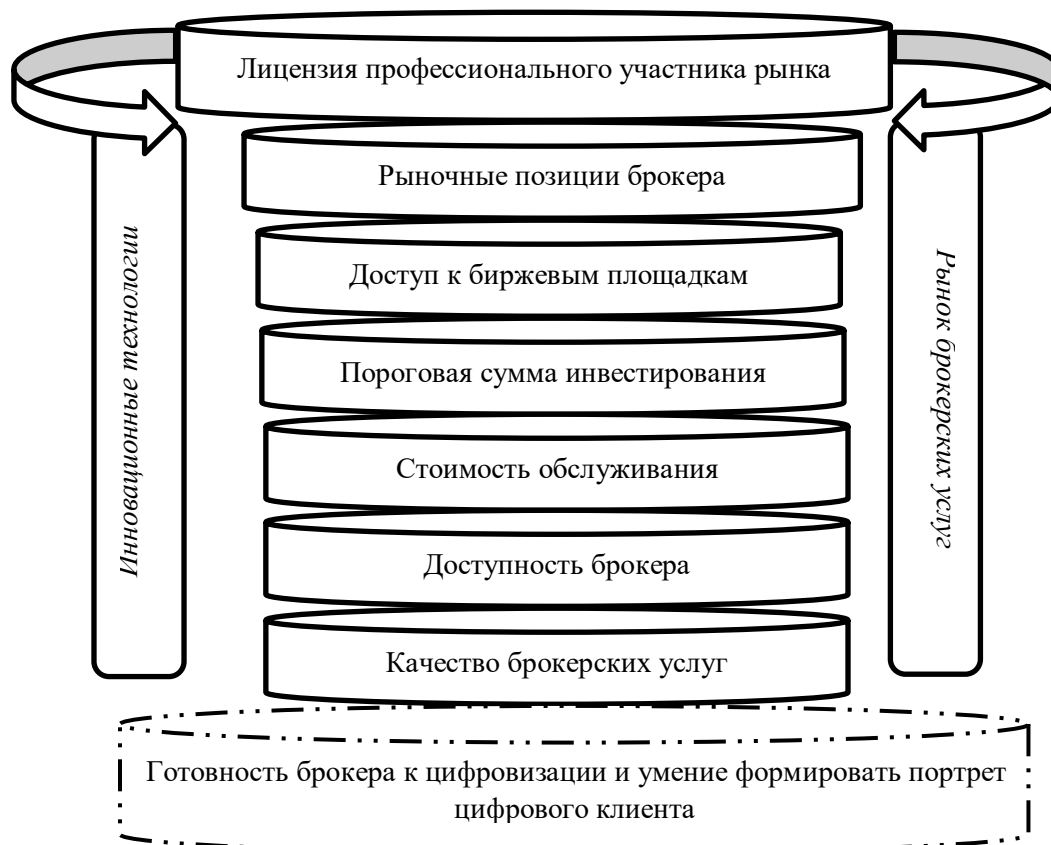 Лицензия профессионального участника рынка
Рыночные позиции брокера
Доступ к биржевым площадкам
Пороговая сумма инвестирования
Стоимость обслуживания
Доступность брокера
Качество брокерских услуг
Готовность брокера к цифровизации и умение формировать портрет
цифрового клиента
Инновационные технологии
Рынок брокерских услуг